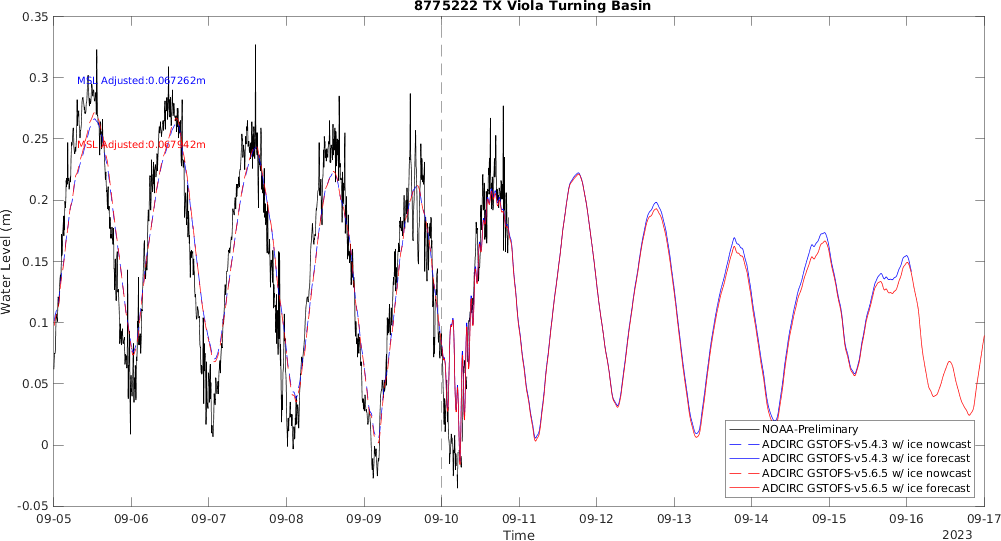 8775222 TX Viola Turning Basin
0.35
0.3
0.25
0.2
0.15
0.1
0.05
0
-0.05
Water Level (m)
MSL Adjusted:0.067262m
MSL Adjusted:0.067942m
NOAA-Preliminary
ADCIRC GSTOFS-v5.4.3 w/ ice nowcast
ADCIRC GSTOFS-v5.4.3 w/ ice forecast
ADCIRC GSTOFS-v5.6.5 w/ ice nowcast
ADCIRC GSTOFS-v5.6.5 w/ ice forecast
09-05 09-06 09-07 09-08 09-09 09-10 09-11 09-12 09-13 09-14 09-15 09-16 09-17
Time
2023